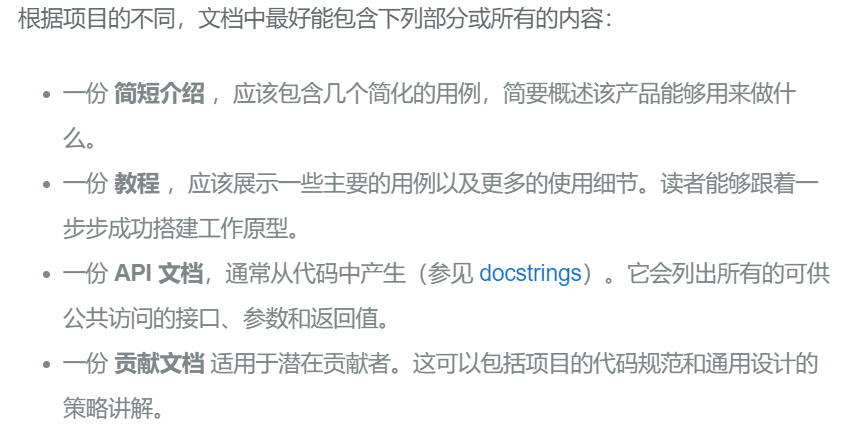 根据项目的不同，文档中最好能包含下列部分或所有的内容：
• 一份 简短介绍 ，应该包含几个简化的用例，简要概述该产品能够用来做什
么。
• 一份 教程 ，应该展示一些主要的用例以及更多的使用细节。读者能够跟着一
步步成功搭建工作原型。
• 一份 API 文档，通常从代码中产生（参见 docstrings）。它会列出所有的可供
公共访问的接口、参数和返回值。
• 一份 贡献文档 适用于潜在贡献者。这可以包括项目的代码规范和通用设计的
策略讲解。